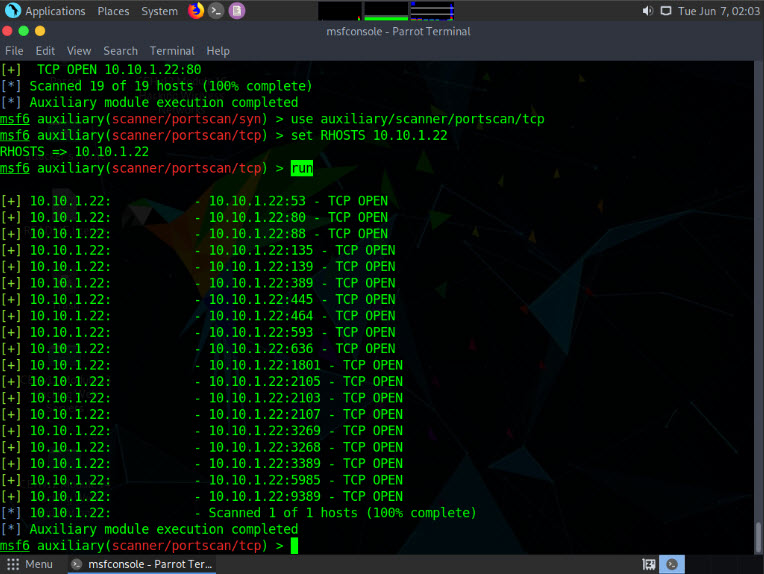 Applications Places System Tue Jun 7, 02:03
msfconsole - Parrot Terminal
File Edit View Search Terminal Help
[+]  TCP OPEN 10.10.1.22:80
[*] Scanned 19 of 19 hosts (100% complete)
[*] Auxiliary module execution completed
msf6 auxiliary(scanner/portscan/syn) > use auxiliary/scanner/portscan/tcp
msf6 auxiliary(scanner/portscan/tcp) > set RHOSTS 10.10.1.22
RHOSTS => 10.10.1.22
msf6 auxiliary(scanner/portscan/tcp) > run
[+] 10.10.1.22:           - 10.10.1.22:53 - TCP OPEN
[+] 10.10.1.22:           - 10.10.1.22:80 - TCP OPEN
[+] 10.10.1.22:           - 10.10.1.22:88 - TCP OPEN
[+] 10.10.1.22:           - 10.10.1.22:135 - TCP OPEN
[+] 10.10.1.22:           - 10.10.1.22:139 - TCP OPEN
[+] 10.10.1.22:           - 10.10.1.22:389 - TCP OPEN
[+] 10.10.1.22:           - 10.10.1.22:445 - TCP OPEN
[+] 10.10.1.22:           - 10.10.1.22:464 - TCP OPEN
[+] 10.10.1.22:           - 10.10.1.22:593 - TCP OPEN
[+] 10.10.1.22:           - 10.10.1.22:636 - TCP OPEN
[+] 10.10.1.22:           - 10.10.1.22:1801 - TCP OPEN
[+] 10.10.1.22:           - 10.10.1.22:2105 - TCP OPEN
[+] 10.10.1.22:           - 10.10.1.22:2103 - TCP OPEN
[+] 10.10.1.22:           - 10.10.1.22:2107 - TCP OPEN
[+] 10.10.1.22:           - 10.10.1.22:3269 - TCP OPEN
[+] 10.10.1.22:           - 10.10.1.22:3268 - TCP OPEN
[+] 10.10.1.22:           - 10.10.1.22:3389 - TCP OPEN
[+] 10.10.1.22:           - 10.10.1.22:5985 - TCP OPEN
[+] 10.10.1.22:           - 10.10.1.22:9389 - TCP OPEN
[*] 10.10.1.22:           - Scanned 1 of 1 hosts (100% complete)
[*] Auxiliary module execution completed
msf6 auxiliary(scanner/portscan/tcp) >
Menu msfconsole - Parrot Ter...